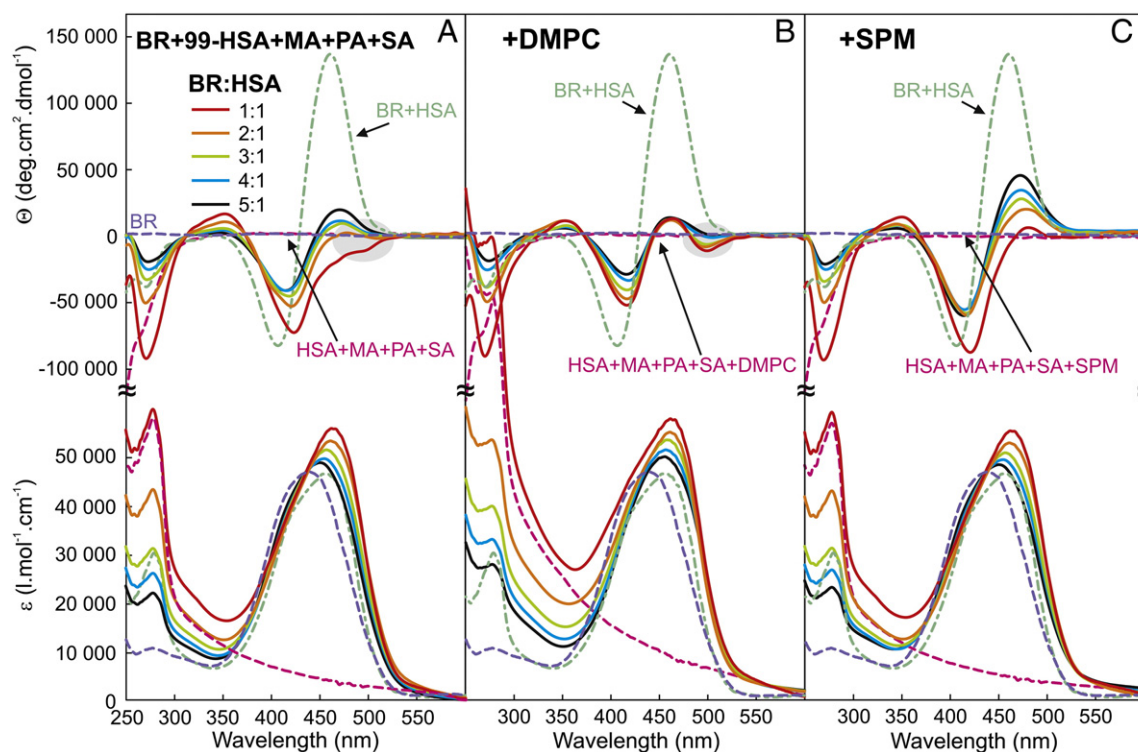 BR+99-HSA+MA+PA+SA A
+DMPC B
+SPM C
BR:HSA
1:1
2:1
3:1
4:1
5:1
BR+HSA
BR+HSA
BR+HSA
BR
HSA+MA+PA+SA
HSA+MA+PA+SA+DMPC
HSA+MA+PA+SA+SPM
Θ (deg.cm².dmol⁻¹)
150 000
100 000
50 000
0
-50 000
-100 000
≈ ≈ ≈ ≈
ε (l.mol⁻¹.cm⁻¹)
50 000
40 000
30 000
20 000
10 000
0
250 300 350 400 450 500 300 350 400 450 500 300 350 400 450 500
Wavelength (nm) Wavelength (nm) Wavelength (nm)